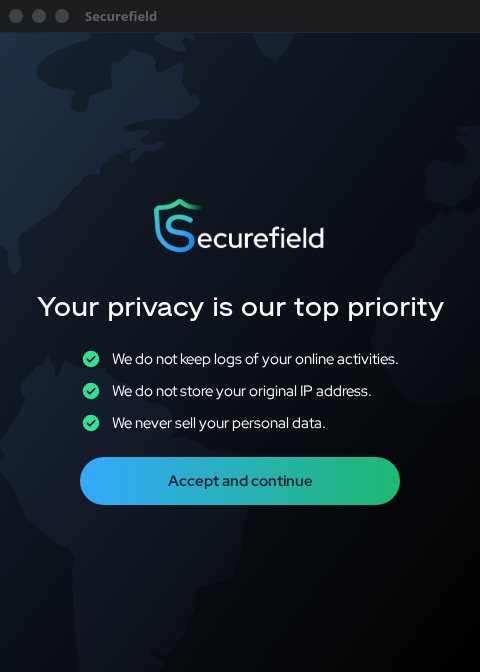 Securefield
Securefield
Your privacy is our top priority
We do not keep logs of your online activities.
We do not store your original IP address.
We never sell your personal data.
Accept and continue